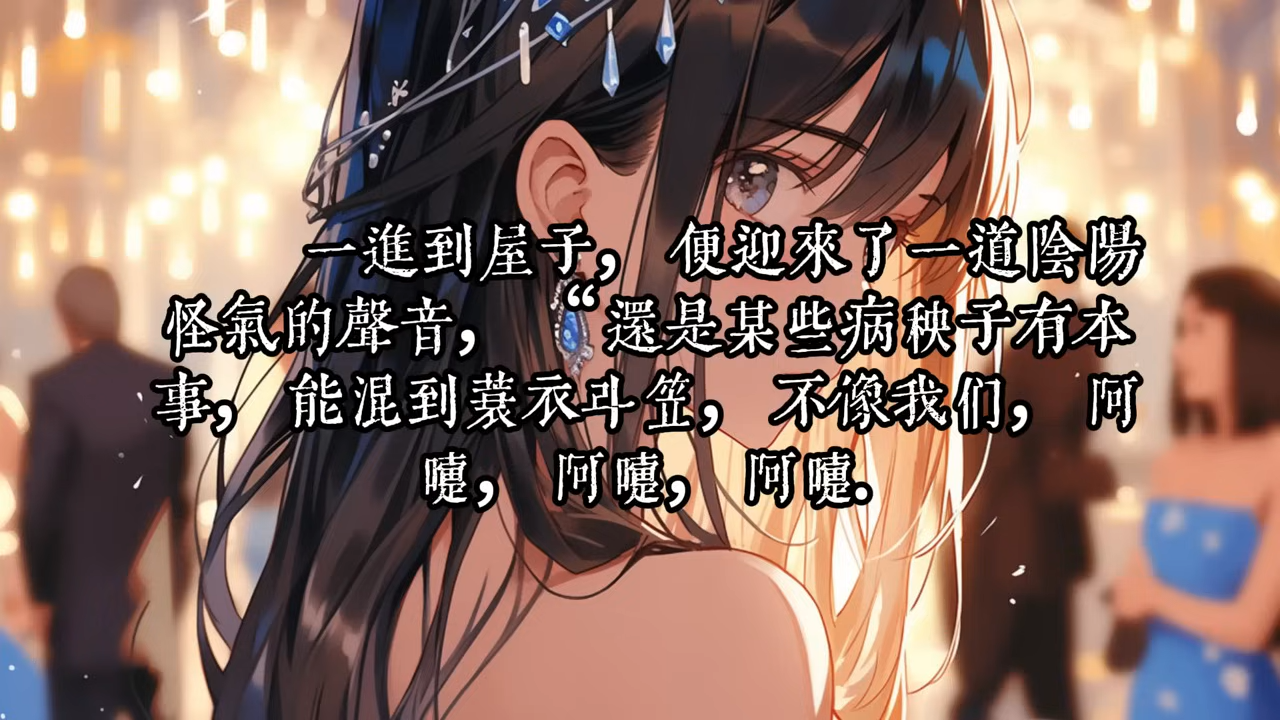 一進到屋子， 便迎來了一道陰陽
怪氣的聲音， “還是某些病秧子有本
事， 能混到蓑衣斗笠， 不像我们， 阿
嚏， 阿嚏， 阿嚏.